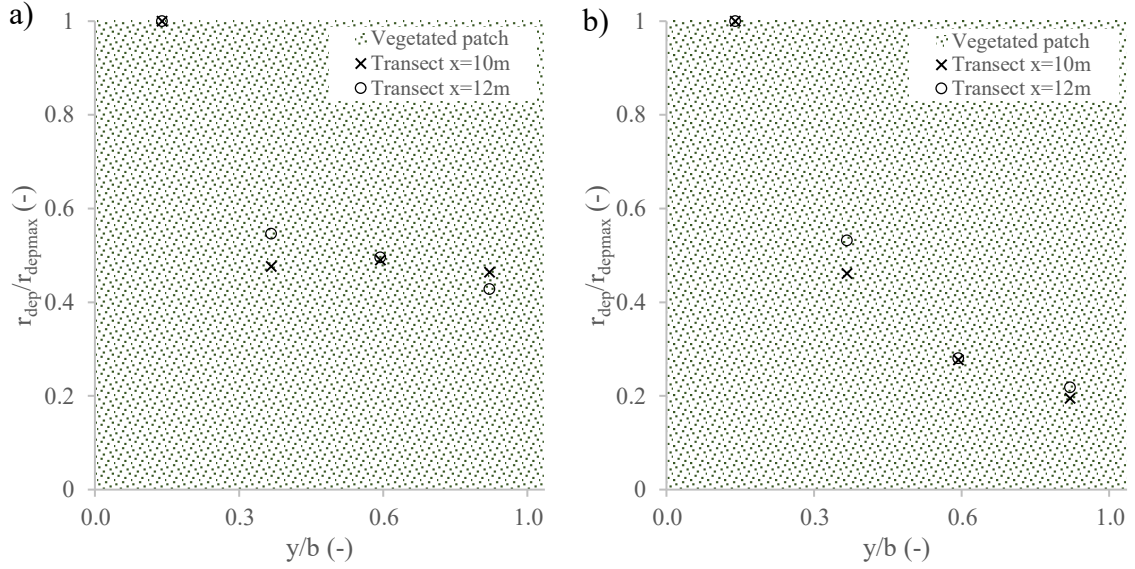 a)
Vegetated patch
Transect x=10m
Transect x=12m
1
0.8
0.6
0.4
0.2
0
r_dep/r_depmax (-)
0.0
0.3
0.6
1.0
y/b (-)
b)
Vegetated patch
Transect x=10m
Transect x=12m
1
0.8
0.6
0.4
0.2
0
r_dep/r_depmax (-)
0.0
0.3
0.6
1.0
y/b (-)